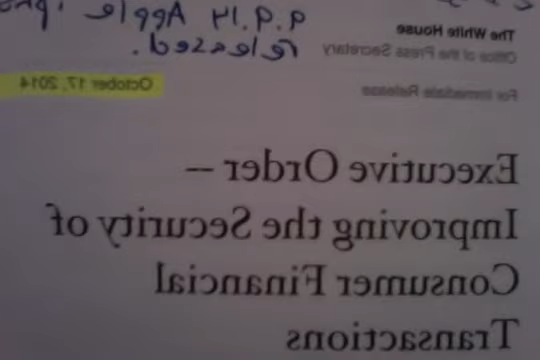 9.9.14 Apple
released.
The White House
Office of the Press Secretary
For Immediate Release
October 17, 2014
Executive Order –
Improving the Security of
Consumer Financial
Transactions